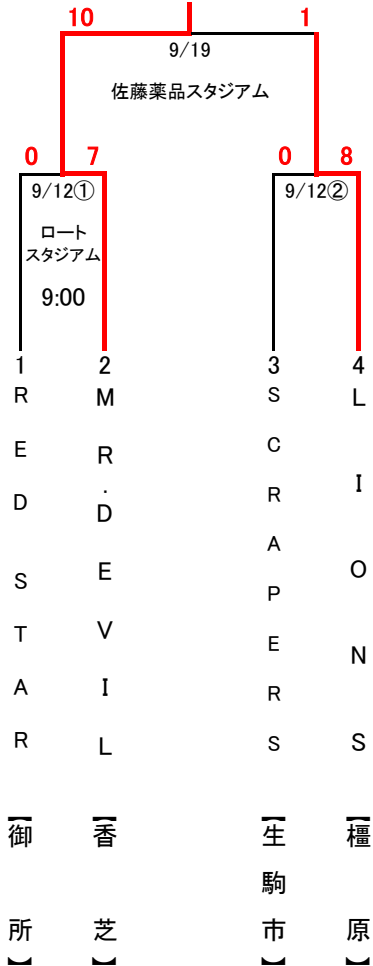 10 1
9/19
佐藤薬品スタジアム
0 7 0 8
9/12① 9/12②
ロート
スタジアム
9:00
1 2 3 4
RED STAR 【御所】
MR.DEVIL 【香芝】
SCRAPERS 【生駒市】
LIONS 【橿原】